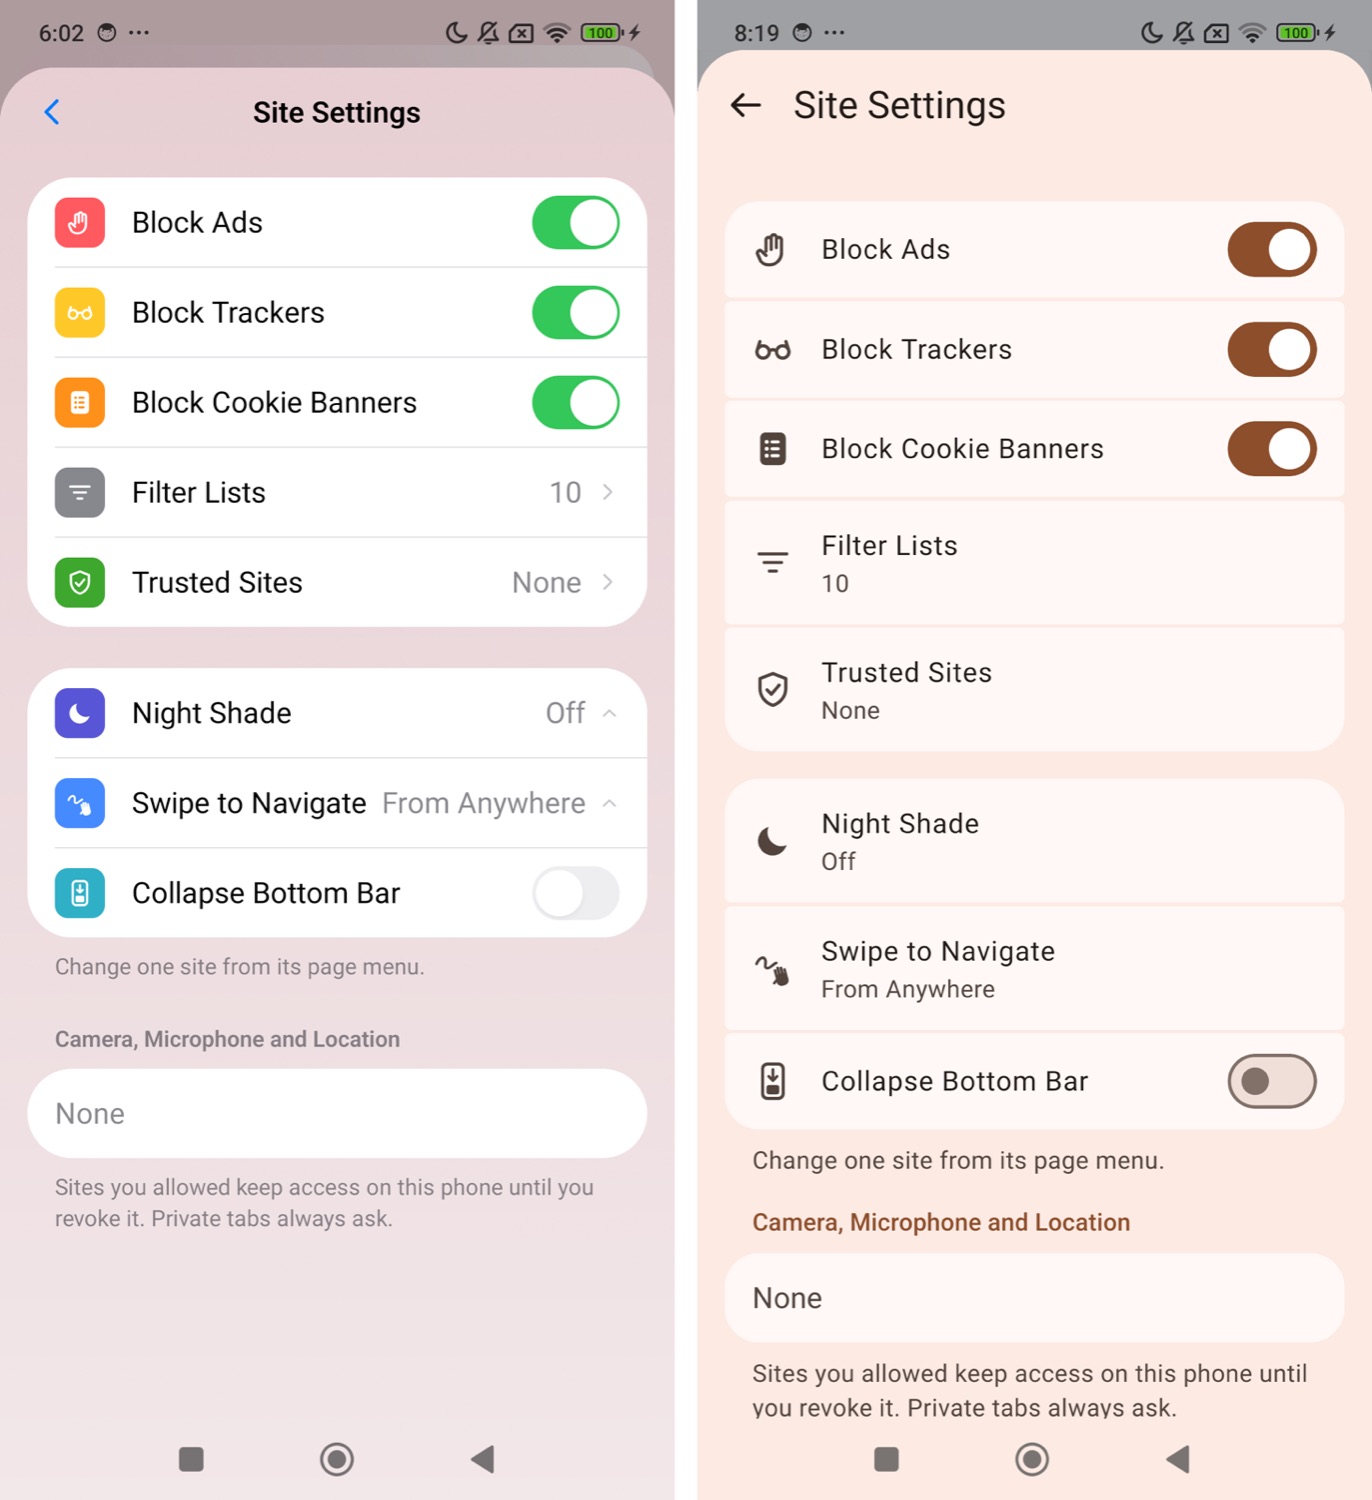 6:02
100
Site Settings
Block Ads
Block Trackers
Block Cookie Banners
Filter Lists 10
Trusted Sites None
Night Shade Off
Swipe to Navigate From Anywhere
Collapse Bottom Bar
Change one site from its page menu.
Camera, Microphone and Location
None
Sites you allowed keep access on this phone until you
revoke it. Private tabs always ask.
8:19
100
Site Settings
Block Ads
Block Trackers
Block Cookie Banners
Filter Lists
10
Trusted Sites
None
Night Shade
Off
Swipe to Navigate
From Anywhere
Collapse Bottom Bar
Change one site from its page menu.
Camera, Microphone and Location
None
Sites you allowed keep access on this phone until
you revoke it. Private tabs always ask.